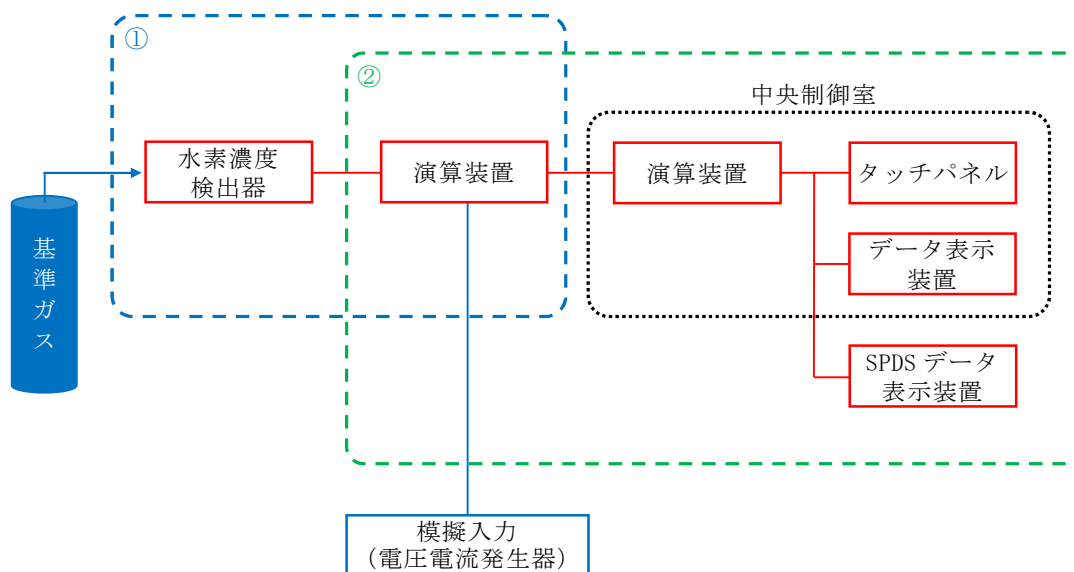 ①
②
中央制御室
水素濃度
検出器
演算装置
演算装置
タッチパネル
基準ガス
データ表示
装置
SPDS データ
表示装置
模擬入力
（電圧電流発生器）